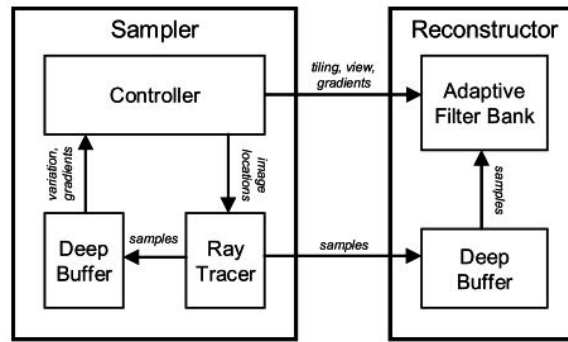 Sampler
Reconstructor
Controller
tiling, view,
gradients
Adaptive
Filter Bank
variation,
gradients
image
locations
samples
Deep
Buffer
samples
Ray
Tracer
samples
Deep
Buffer